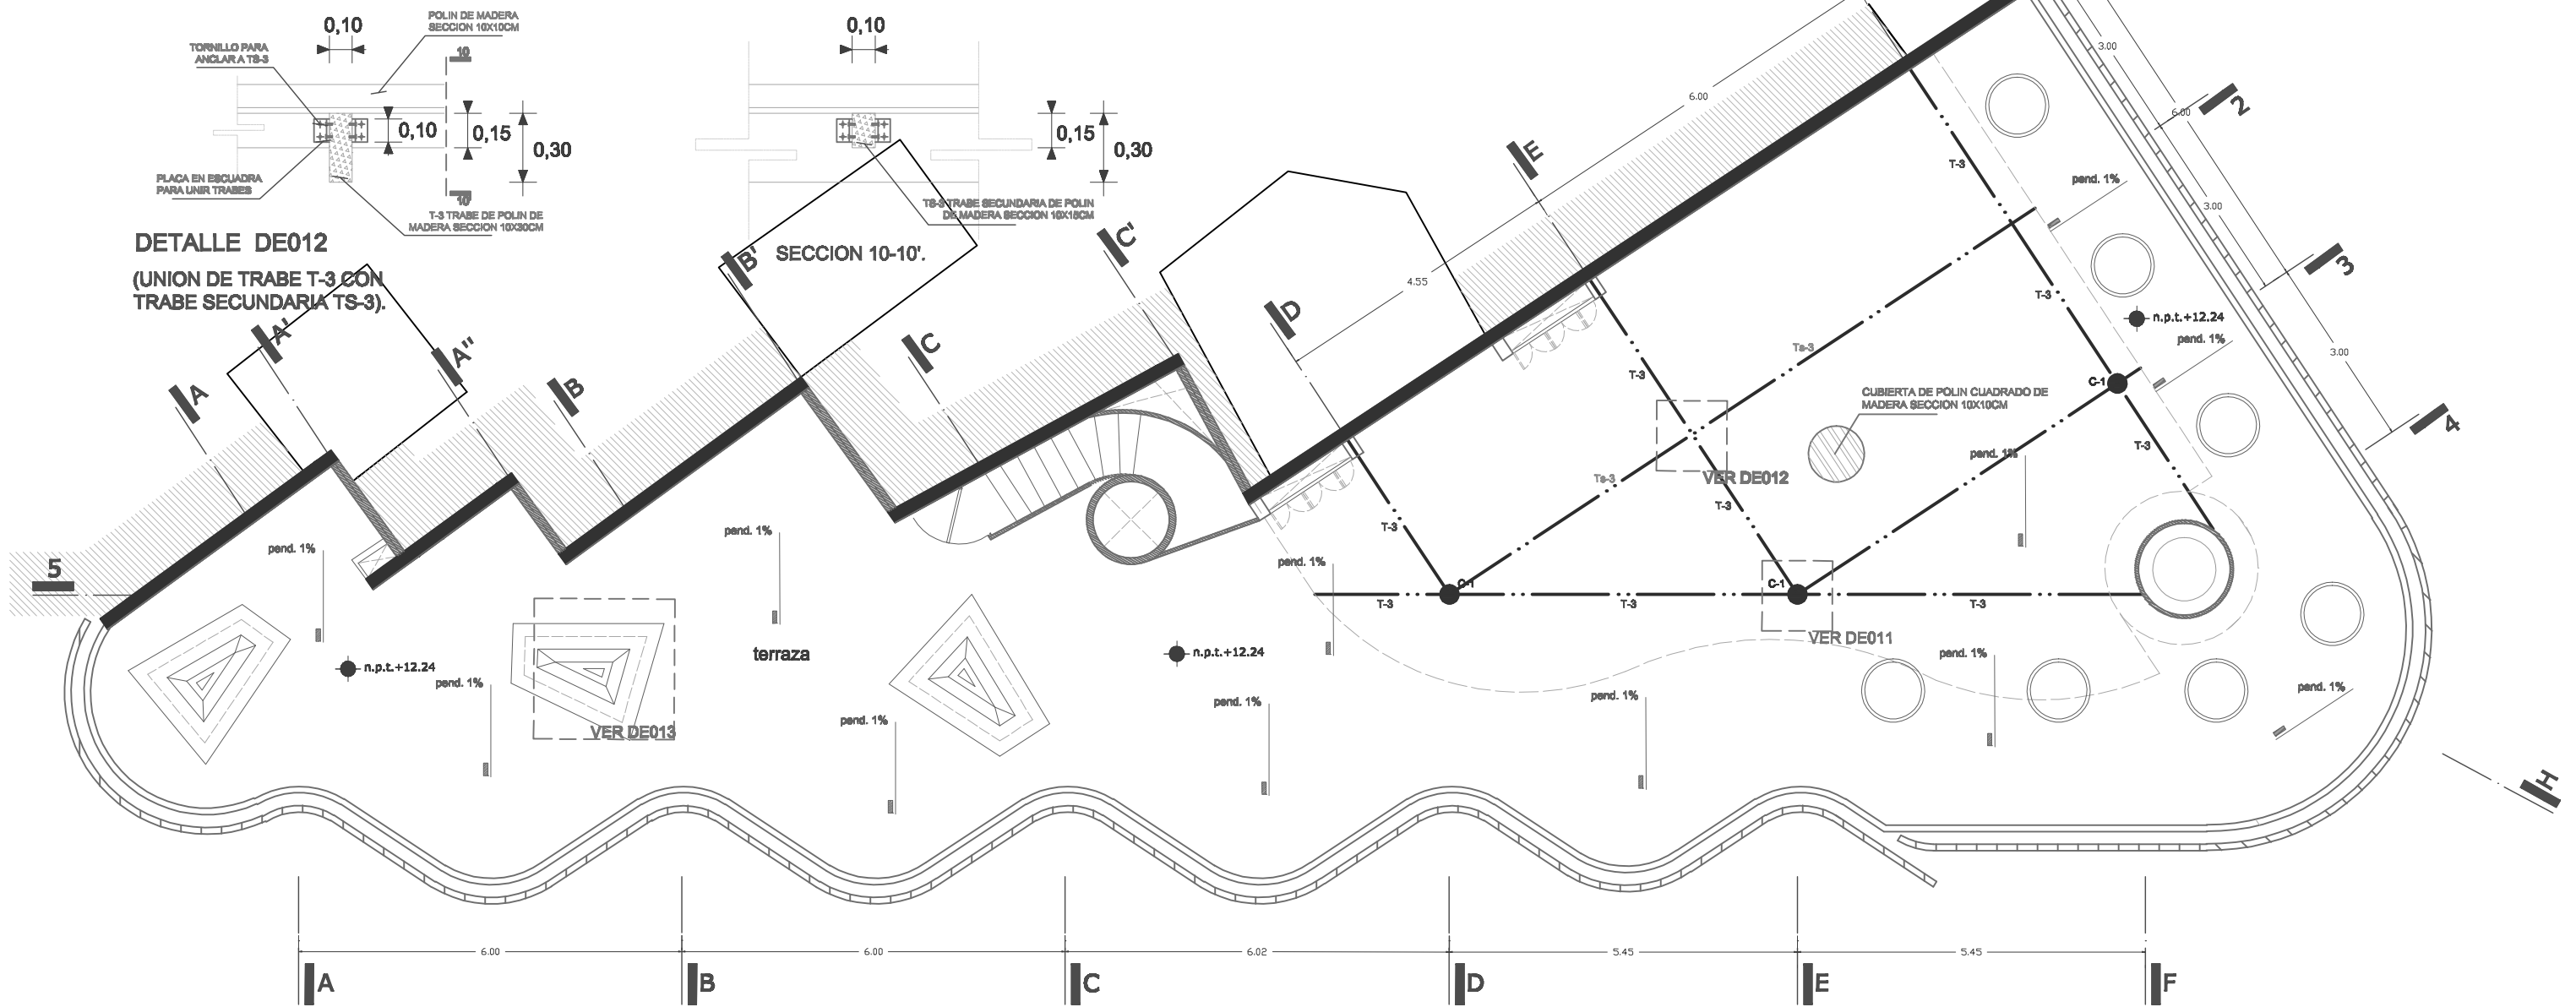 0,10
POLIN DE MADERA
SECCION 10X10CM
TORNILLO PARA
ANCLAR A TS-3
10
0,10
0,15
0,30
PLACA EN ESCUADRA
PARA UNIR TRABES
10'
T-3 TRABE DE POLIN DE
MADERA SECCION 10X30CM
DETALLE DE012
(UNION DE TRABE T-3 CON
TRABE SECUNDARIA TS-3).
0,10
0,15
0,30
TS-3 TRABE SECUNDARIA DE POLIN
DE MADERA SECCION 10X15CM
SECCION 10-10'.
A
A'
A''
B
B'
C
C'
D
E
4.55
6.00
3.00
6.00
3.00
3.00
2
3
4
5
H
T-3
T-3
T-3
T-3
T-3
T-3
T-3
T-3
T-3
Ts-3
Ts-3
C-1
C-1
C-1
CUBIERTA DE POLIN CUADRADO DE
MADERA SECCION 10X10CM
VER DE012
VER DE011
VER DE013
terraza
n.p.t.+12.24
n.p.t.+12.24
n.p.t.+12.24
pend. 1%
pend. 1%
pend. 1%
pend. 1%
pend. 1%
pend. 1%
pend. 1%
pend. 1%
pend. 1%
pend. 1%
pend. 1%
pend. 1%
6.00
6.00
6.02
5.45
5.45
A
B
C
D
E
F